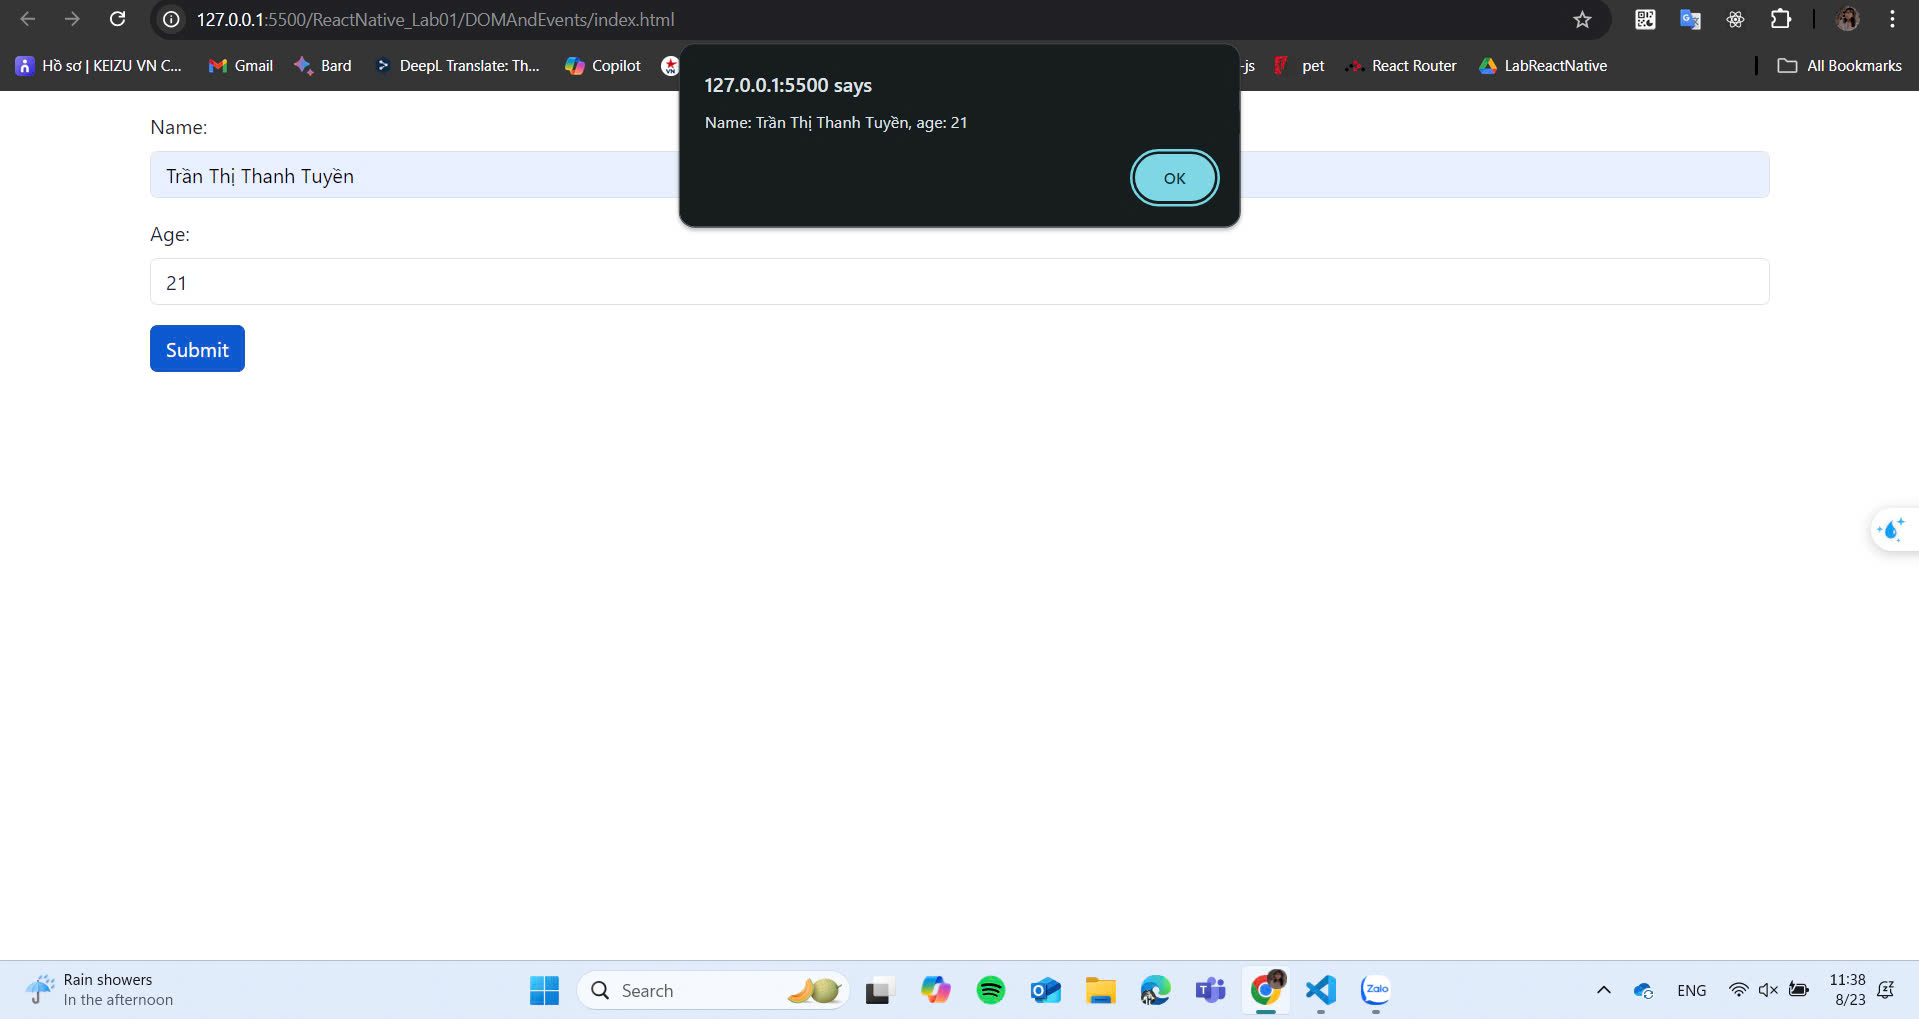 127.0.0.1:5500/ReactNative_Lab01/DOMAndEvents/index.html
Hồ sơ | KEIZU VN C... Gmail Bard DeepL Translate: Th... Copilot VN -js pet React Router LabReactNative All Bookmarks
127.0.0.1:5500 says
Name: Trần Thị Thanh Tuyền, age: 21
OK
Name:
Trần Thị Thanh Tuyền
Age:
21
Submit
Rain showers
In the afternoon
Search
Zalo
ENG
11:38
8/23